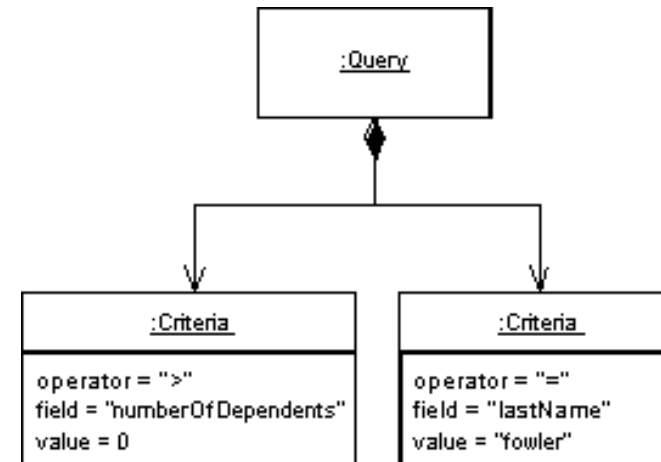 :Query
:Criteria
operator = ">"
field = "numberOfDependents"
value = 0
:Criteria
operator = "="
field = "lastName"
value = "fowler"